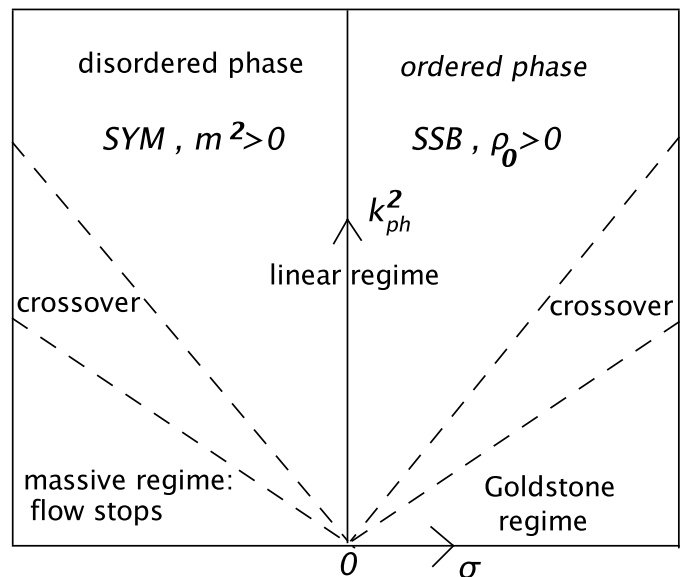 disordered phase
ordered phase
SYM , m²>0
SSB , ρ₀>0
k²ₚₕ
linear regime
crossover
crossover
massive regime:
flow stops
Goldstone
regime
0
σ